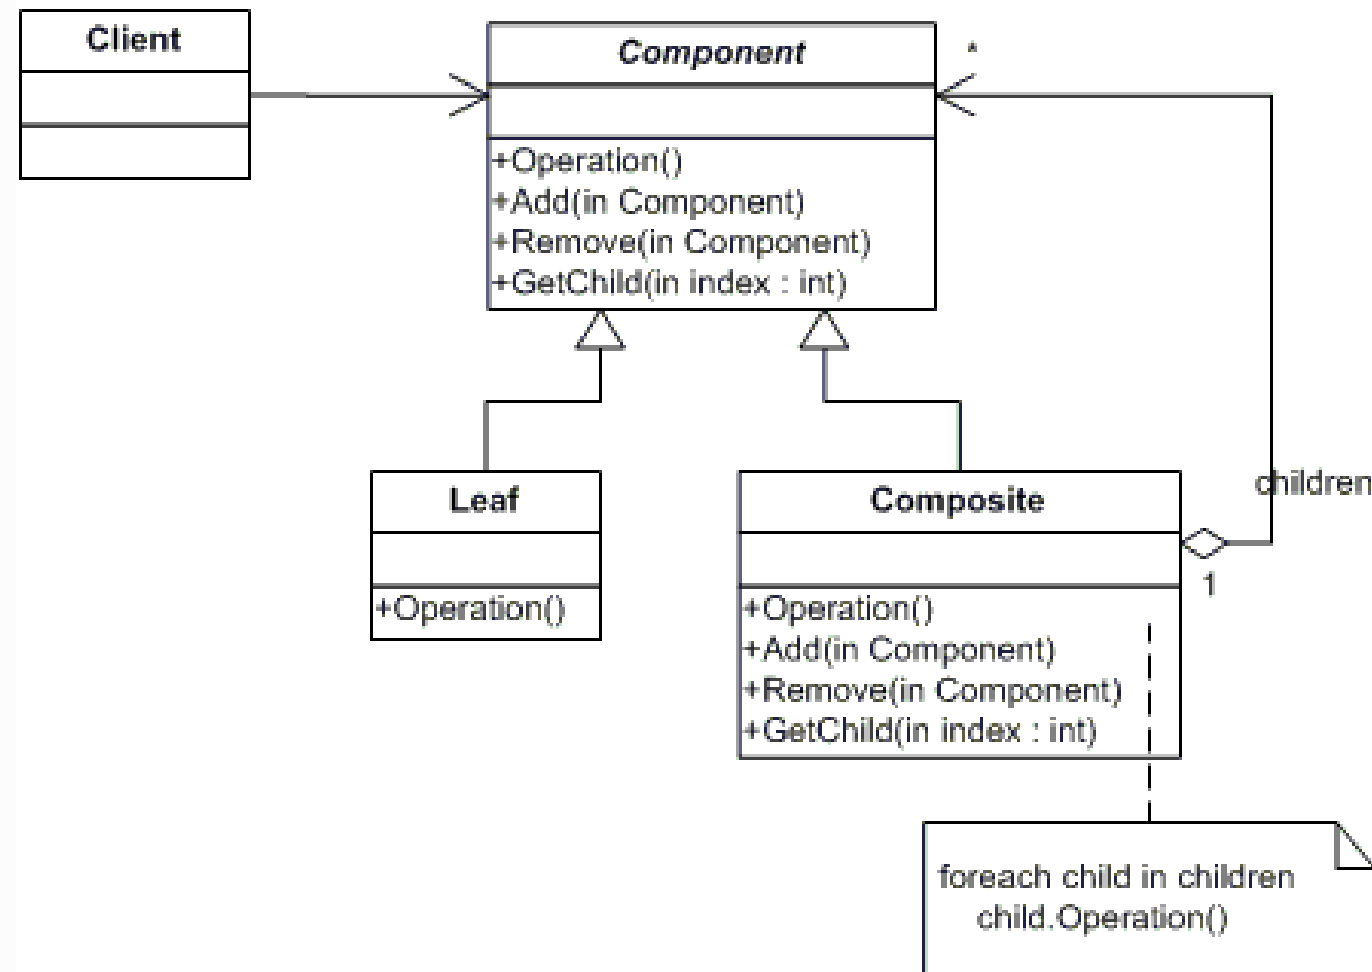 Client
Component
*
+Operation()
+Add(in Component)
+Remove(in Component)
+GetChild(in index : int)
Leaf
+Operation()
Composite
children
1
+Operation()
+Add(in Component)
+Remove(in Component)
+GetChild(in index : int)
foreach child in children
child.Operation()